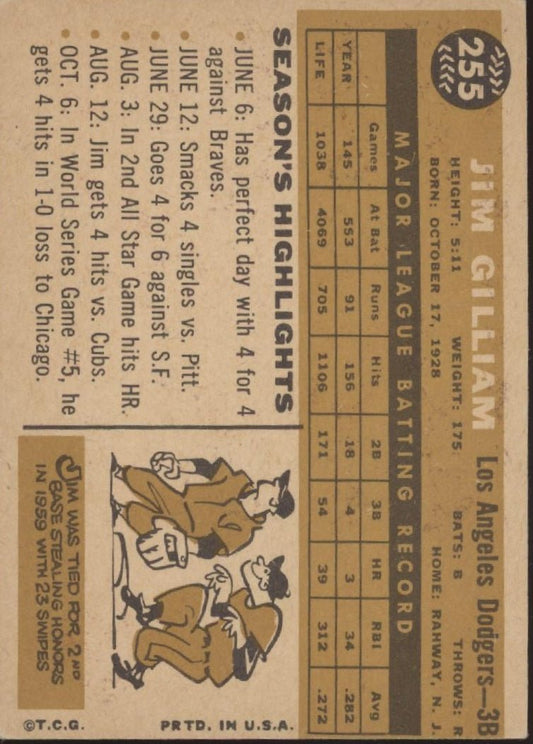 255
JIM GILLIAM Los Angeles Dodgers—3B
HEIGHT: 5:11 WEIGHT: 175 BATS: B THROWS: R
BORN: OCTOBER 17, 1928 HOME: RAHWAY, N. J.
MAJOR LEAGUE BATTING RECORD
Games At Bat Runs Hits 2B 3B HR RBI Avg
YEAR 145 553 91 156 18 4 3 34 .282
LIFE 1038 4069 705 1106 171 54 39 312 .272
SEASON'S HIGHLIGHTS
• JUNE 6: Has perfect day with 4 for 4
against Braves.
• JUNE 12: Smacks 4 singles vs. Pitt.
• JUNE 29: Goes 4 for 6 against S.F.
• AUG. 3: In 2nd All Star Game hits HR.
• AUG. 12: Jim gets 4 hits vs. Cubs.
• OCT. 6: In World Series Game #5, he
gets 4 hits in 1-0 loss to Chicago.
JIM WAS TIED FOR 2ND
BASE STEALING HONORS
IN 1959 WITH 23 SWIPES
©T.C.G. PRTD. IN U.S.A.